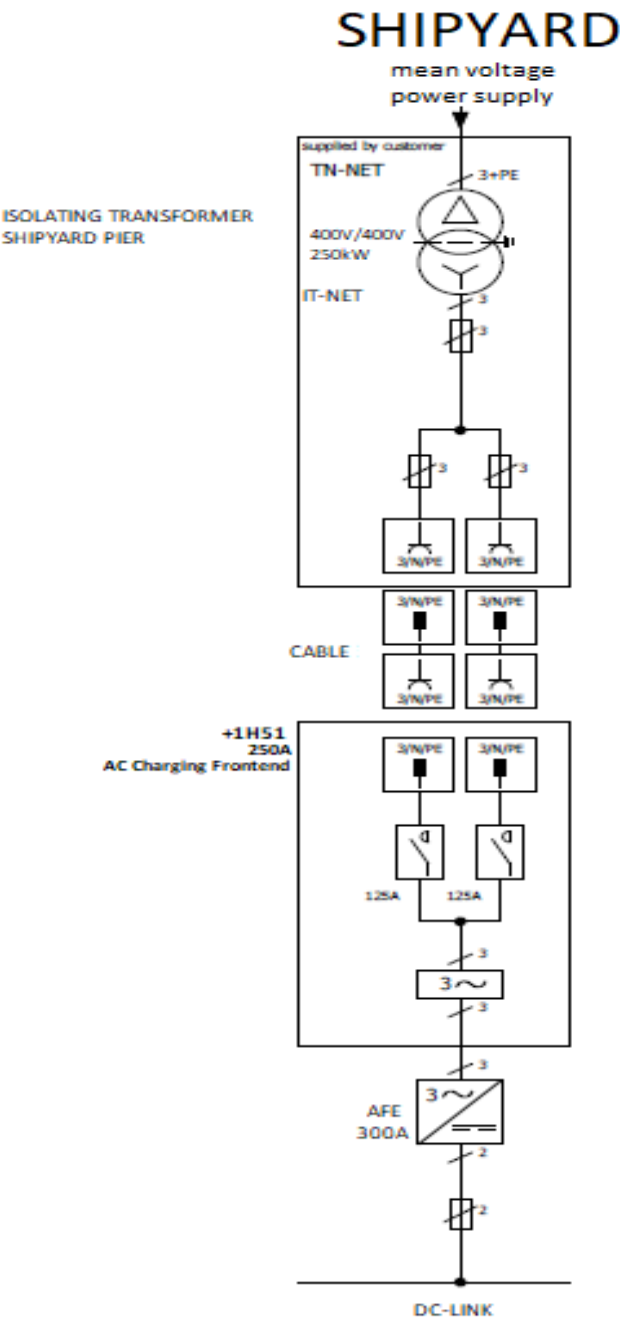 SHIPYARD
mean voltage
power supply
supplied by customer
TN-NET
3+PE
ISOLATING TRANSFORMER
SHIPYARD PIER
400V/400V
250kW
IT-NET
3
3
3
3
3/N/PE
3/N/PE
3/N/PE
3/N/PE
CABLE
3/N/PE
3/N/PE
+1H51
250A
AC Charging Frontend
3/N/PE
3/N/PE
125A
125A
3
3~
3
3
3~
AFE
300A
2
2
DC-LINK